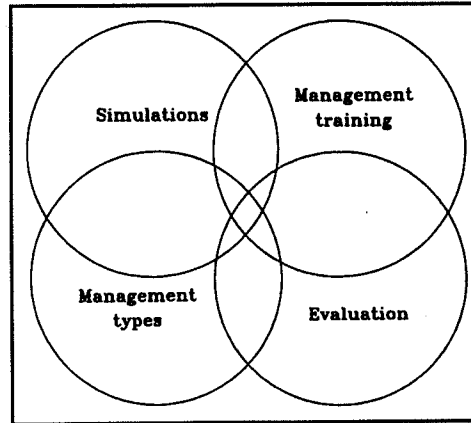 Simulations
Management
training
Management
types
Evaluation